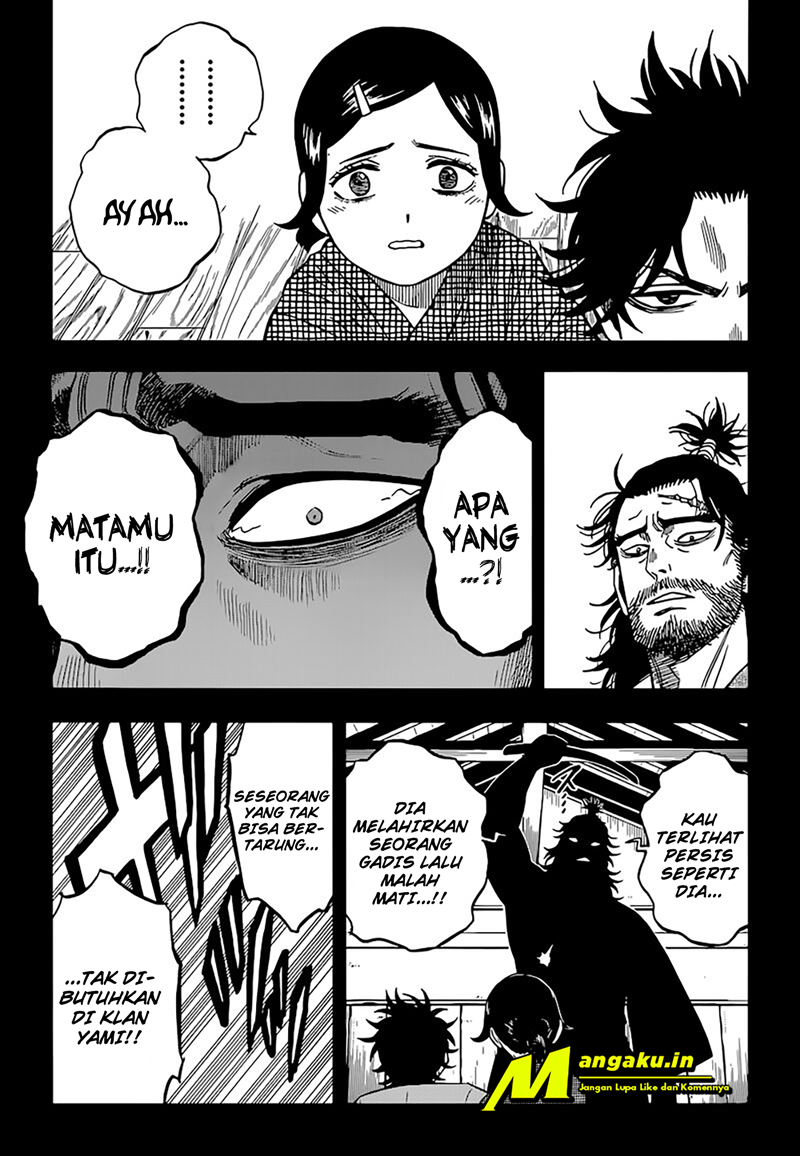 ......
......
AYAH...
APA
YANG
...?!
MATAMU
ITU...!!
KAU
TERLIHAT
PERSIS
SEPERTI
DIA...
DIA
MELAHIRKAN
SEORANG
GADIS LALU
MALAH
MATI...!!
SESEORANG
YANG TAK
BISA BER-
TARUNG...
...TAK DI-
BUTUHKAN
DI KLAN
YAMI!!
Mangaku.in
Jangan Lupa Like dan Komennya